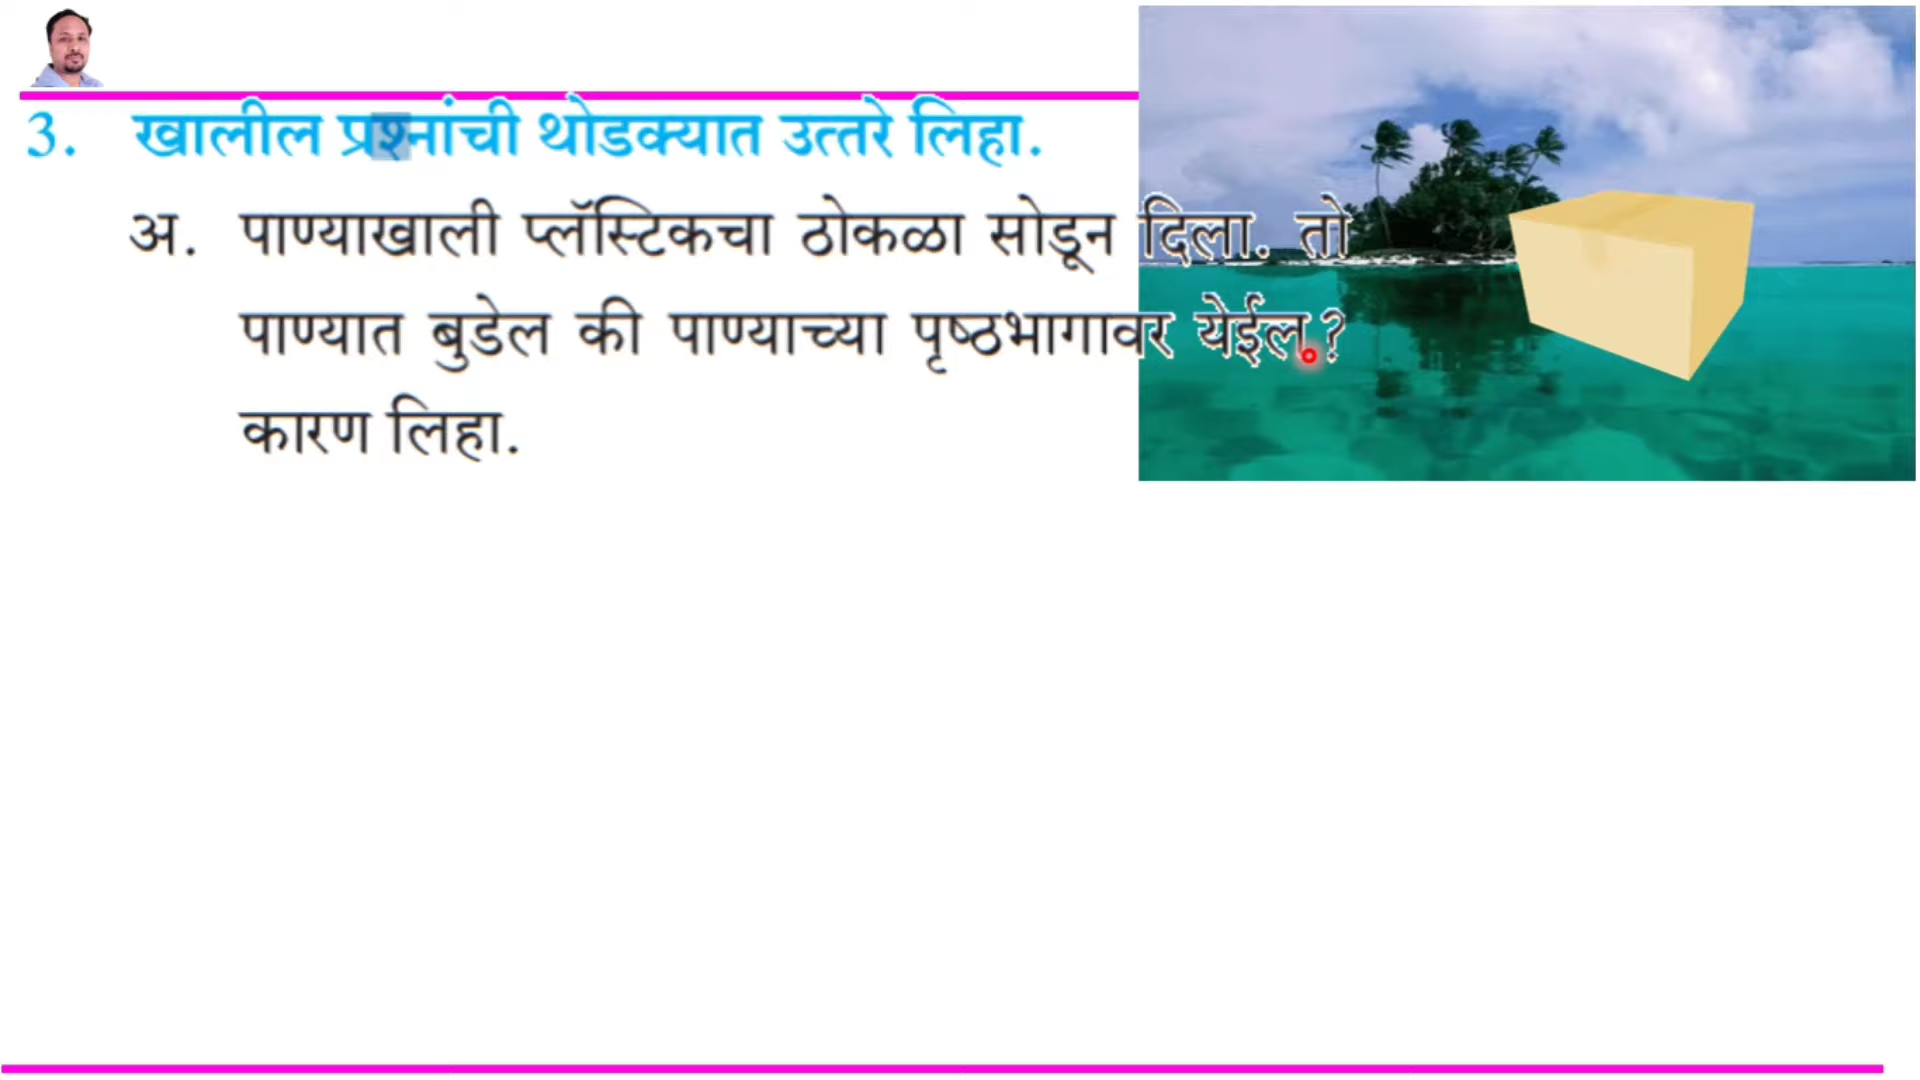 3. खालील प्रश्नांची थोडक्यात उत्तरे लिहा.
अ. पाण्याखाली प्लॅस्टिकचा ठोकळा सोडून दिला. तो
पाण्यात बुडेल की पाण्याच्या पृष्ठभागावर येईल?
कारण लिहा.